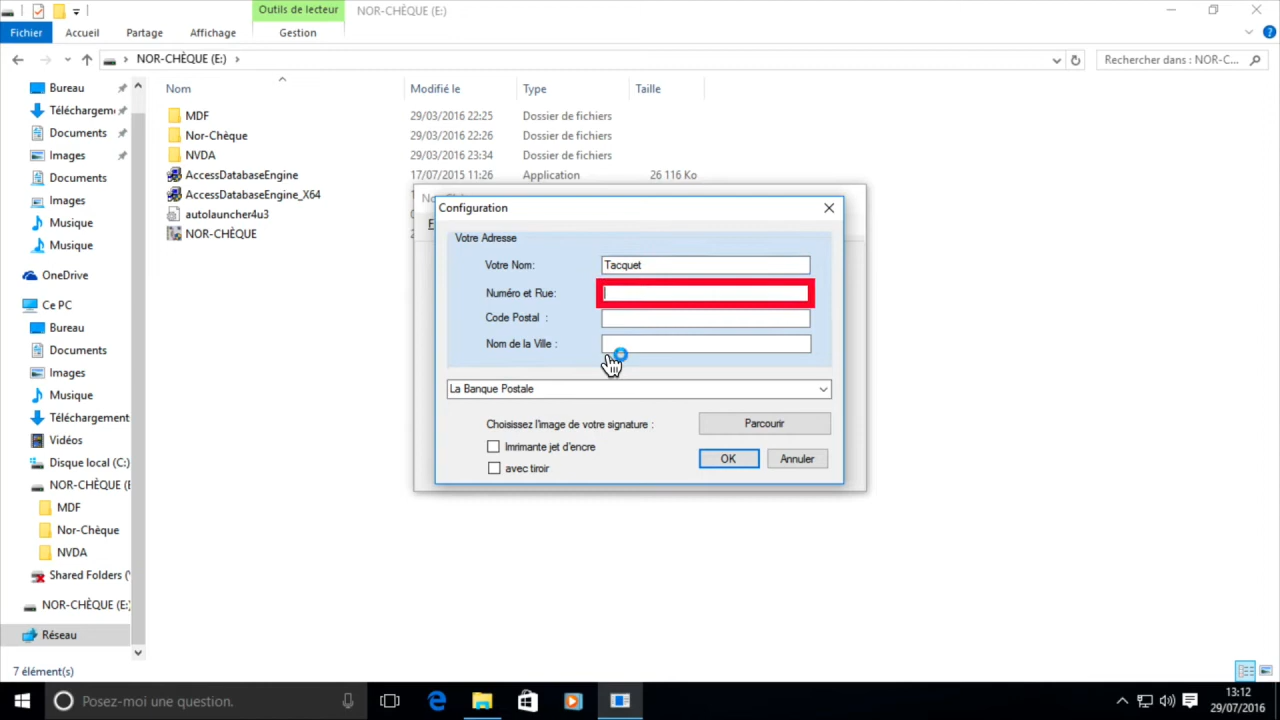 Outils de lecteur
NOR-CHÈQUE (E:)
Fichier
Accueil
Partage
Affichage
Gestion
NOR-CHÈQUE (E:)
Rechercher dans : NOR-C...
Bureau
Téléchargem
Documents
Images
Documents
Images
Musique
Musique
OneDrive
Ce PC
Bureau
Documents
Images
Musique
Téléchargement
Vidéos
Disque local (C:)
NOR-CHÈQUE (E
MDF
Nor-Chèque
NVDA
Shared Folders (
NOR-CHÈQUE (E:)
Réseau
Nom
Modifié le
Type
Taille
MDF 29/03/2016 22:25 Dossier de fichiers
Nor-Chèque 29/03/2016 22:26 Dossier de fichiers
NVDA 29/03/2016 23:34 Dossier de fichiers
AccessDatabaseEngine 17/07/2015 11:26 Application 26 116 Ko
AccessDatabaseEngine_X64
autolauncher4u3
NOR-CHÈQUE
Configuration
Votre Adresse
Votre Nom: Tacquet
Numéro et Rue:
Code Postal :
Nom de la Ville :
La Banque Postale
Choisissez l'image de votre signature :
Parcourir
Imrimante jet d'encre
avec tiroir
OK
Annuler
7 élément(s)
Posez-moi une question.
13:12
29/07/2016